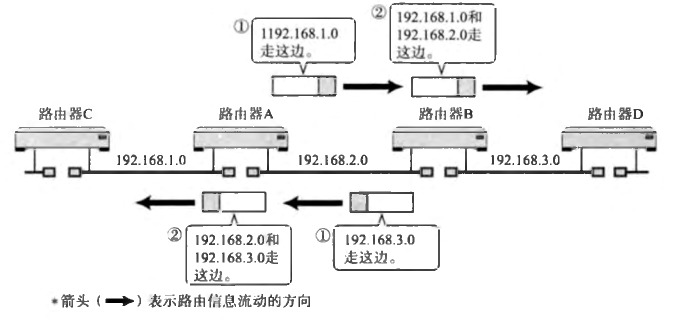 ①
1192.168.1.0
走这边。
②
192.168.1.0和
192.168.2.0走
这边。
路由器C
路由器A
路由器B
路由器D
192.168.1.0
192.168.2.0
192.168.3.0
②
192.168.2.0和
192.168.3.0走
这边。
①
192.168.3.0
走这边。
*箭头（）表示路由信息流动的方向